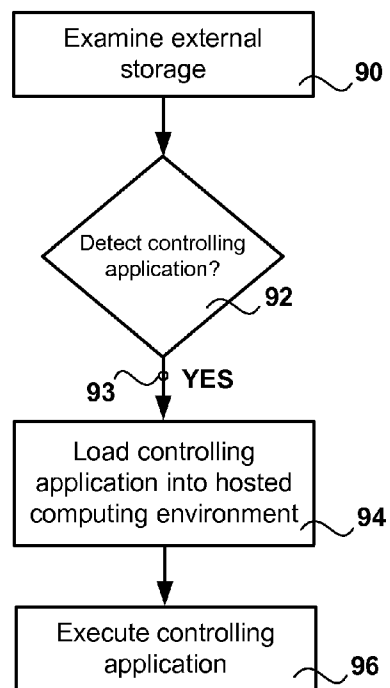 Examine external
storage
90
Detect controlling
application?
92
93
YES
Load controlling
application into hosted
computing environment
94
Execute controlling
application
96